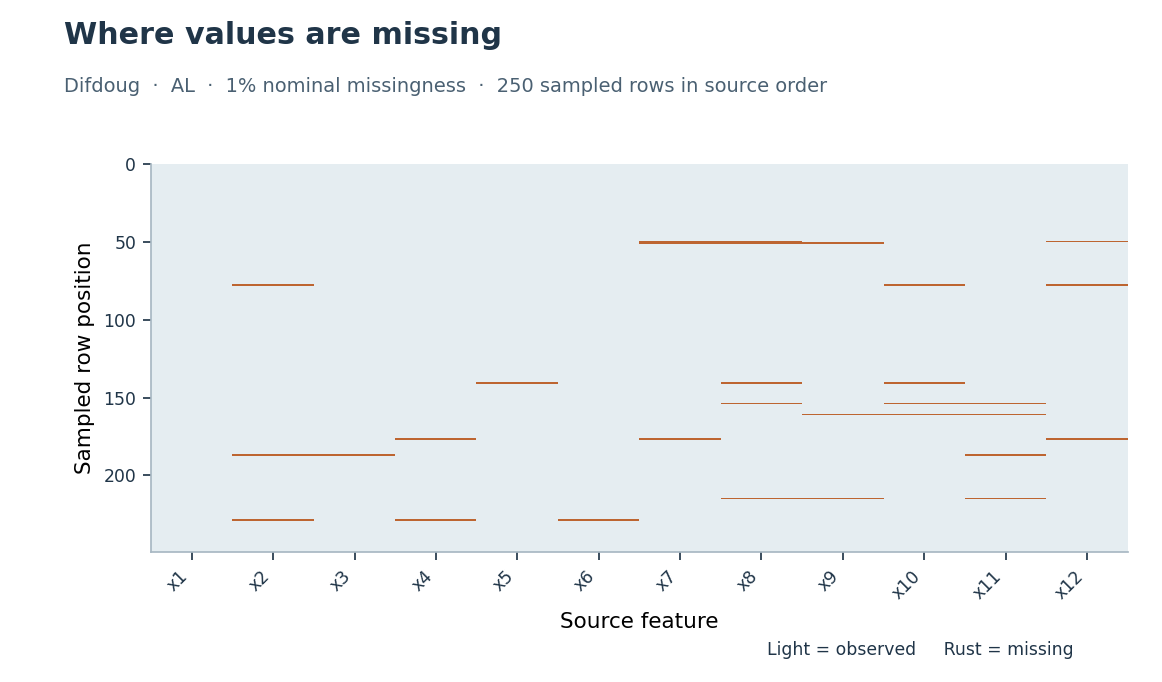 Where values are missing
Difdoug · AL · 1% nominal missingness · 250 sampled rows in source order
0
50
100
150
200
Sampled row position
x1
x2
x3
x4
x5
x6
x7
x8
x9
x10
x11
x12
Source feature
Light = observed Rust = missing